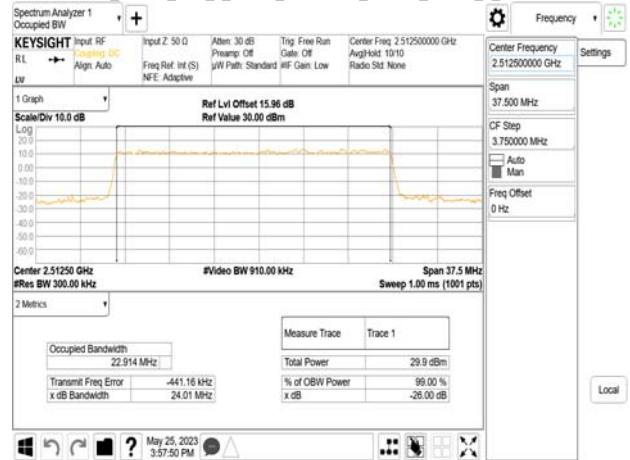 Spectrum Analyzer 1
Occupied BW
Frequency
KEYSIGHT
RL
Input: RF
Coupling: DC
Align: Auto
Input Z: 50 Ω
Freq Ref: Int (S)
NFE: Adaptive
Atten: 30 dB
Preamp: Off
µW Path: Standard
Trig: Free Run
Gate: Off
#IF Gain: Low
Center Freq: 2.512500000 GHz
Avg|Hold: 10/10
Radio Std: None
1 Graph
Scale/Div 10.0 dB
Ref Lvl Offset 15.96 dB
Ref Value 30.00 dBm
Log
20.0
10.0
0.00
-10.0
-20.0
-30.0
-40.0
-50.0
-60.0
Center 2.51250 GHz
#Res BW 300.00 kHz
#Video BW 910.00 kHz
Span 37.5 MHz
Sweep 1.00 ms (1001 pts)
2 Metrics
Occupied Bandwidth
22.914 MHz
Transmit Freq Error -441.16 kHz
x dB Bandwidth 24.01 MHz
Measure Trace Trace 1
Total Power 29.9 dBm
% of OBW Power 99.00 %
x dB -26.00 dB
Center Frequency
2.512500000 GHz
Settings
Span
37.500 MHz
CF Step
3.750000 MHz
Auto
Man
Freq Offset
0 Hz
Local
?
May 25, 2023
3:57:50 PM